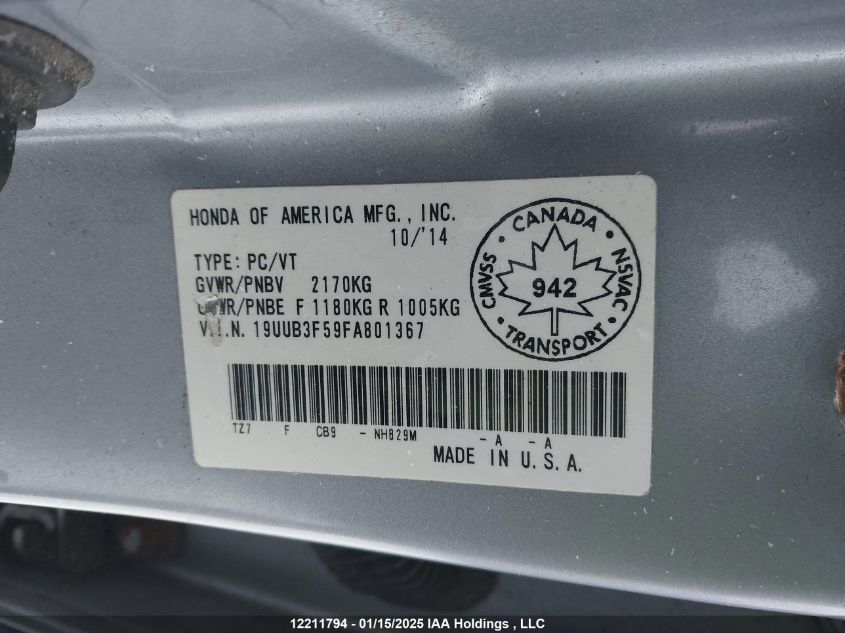 HONDA OF AMERICA MFG., INC.
10/'14
TYPE: PC/VT
GVWR/PNBV 2170KG
WR/PNBE F 1180KG R 1005KG
V.I.N. 19UUB3F59FA801367
CANADA
CMVSS
942
NSVAC
TRANSPORT
TZ7 F CB9 - NH829M - A - A
MADE IN U.S.A.
12211794 - 01/15/2025 IAA Holdings , LLC